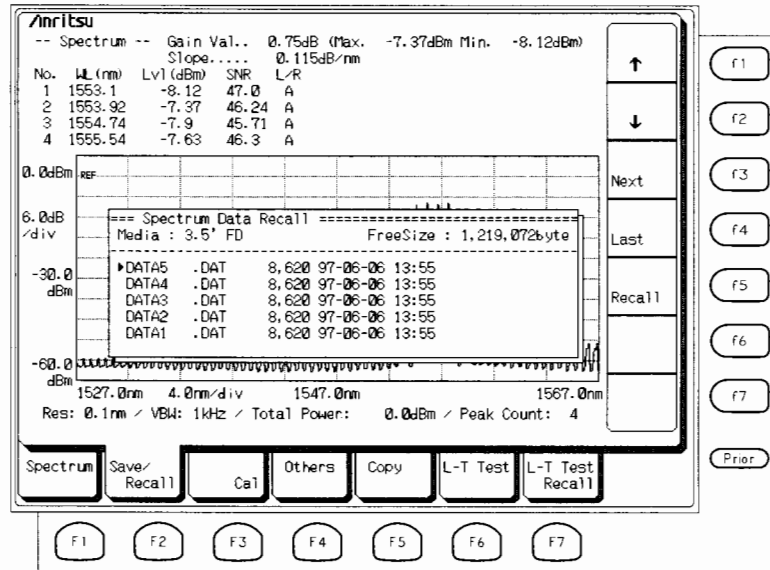 Anritsu
-- Spectrum -- Gain Val.. 0.75dB (Max. -7.37dBm Min. -8.12dBm)
Slope..... 0.115dB/nm
No. WL(nm) Lvl(dBm) SNR L/R
1 1553.1 -8.12 47.0 A
2 1553.92 -7.37 46.24 A
3 1554.74 -7.9 45.71 A
4 1555.54 -7.63 46.3 A
0.0dBm REF
6.0dB
/div
-30.0
dBm
-60.0
dBm
=== Spectrum Data Recall ===========================
Media : 3.5' FD FreeSize : 1,219,072byte
▶DATA5 .DAT 8,620 97-06-06 13:55
DATA4 .DAT 8,620 97-06-06 13:55
DATA3 .DAT 8,620 97-06-06 13:55
DATA2 .DAT 8,620 97-06-06 13:55
DATA1 .DAT 8,620 97-06-06 13:55
1527.0nm 4.0nm/div 1547.0nm 1567.0nm
Res: 0.1nm / VBW: 1kHz / Total Power: 0.0dBm / Peak Count: 4
↑
↓
Next
Last
Recall
f1
f2
f3
f4
f5
f6
f7
Prior
Spectrum
Save/
Recall
Cal
Others
Copy
L-T Test
L-T Test
Recall
F1 F2 F3 F4 F5 F6 F7